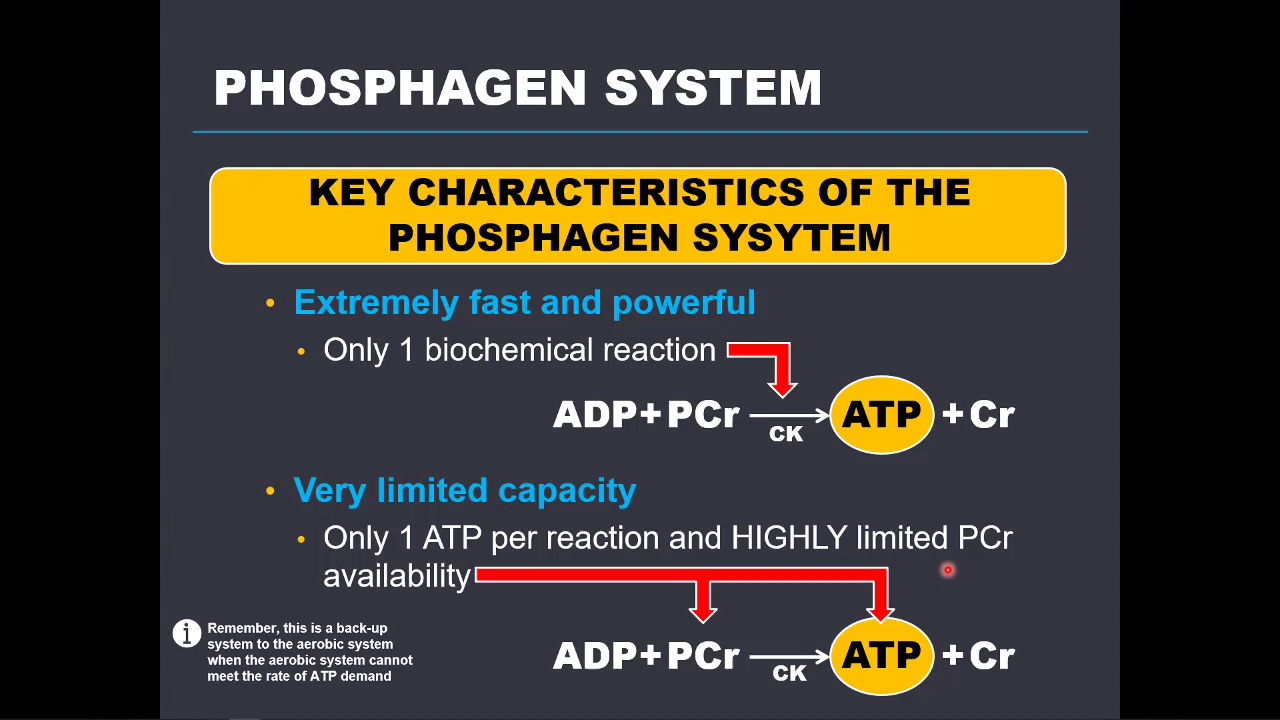 PHOSPHAGEN SYSTEM
KEY CHARACTERISTICS OF THE
PHOSPHAGEN SYSYTEM
• Extremely fast and powerful
• Only 1 biochemical reaction
ADP+ PCr ATP + Cr
CK
• Very limited capacity
• Only 1 ATP per reaction and HIGHLY limited PCr
availability
ADP+ PCr ATP + Cr
CK
i
Remember, this is a back-up
system to the aerobic system
when the aerobic system cannot
meet the rate of ATP demand